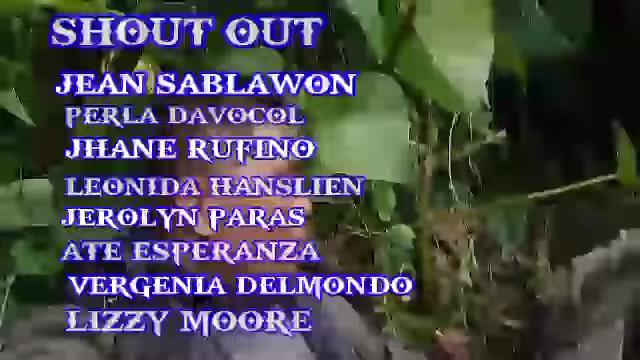 SHOUT OUT
JEAN SABLAWON
PERLA DAVOCOL
JHANE RUFINO
LEONIDA HANSLIEN
JEROLYN PARAS
ATE ESPERANZA
VERGENIA DELMONDO
LIZZY MOORE